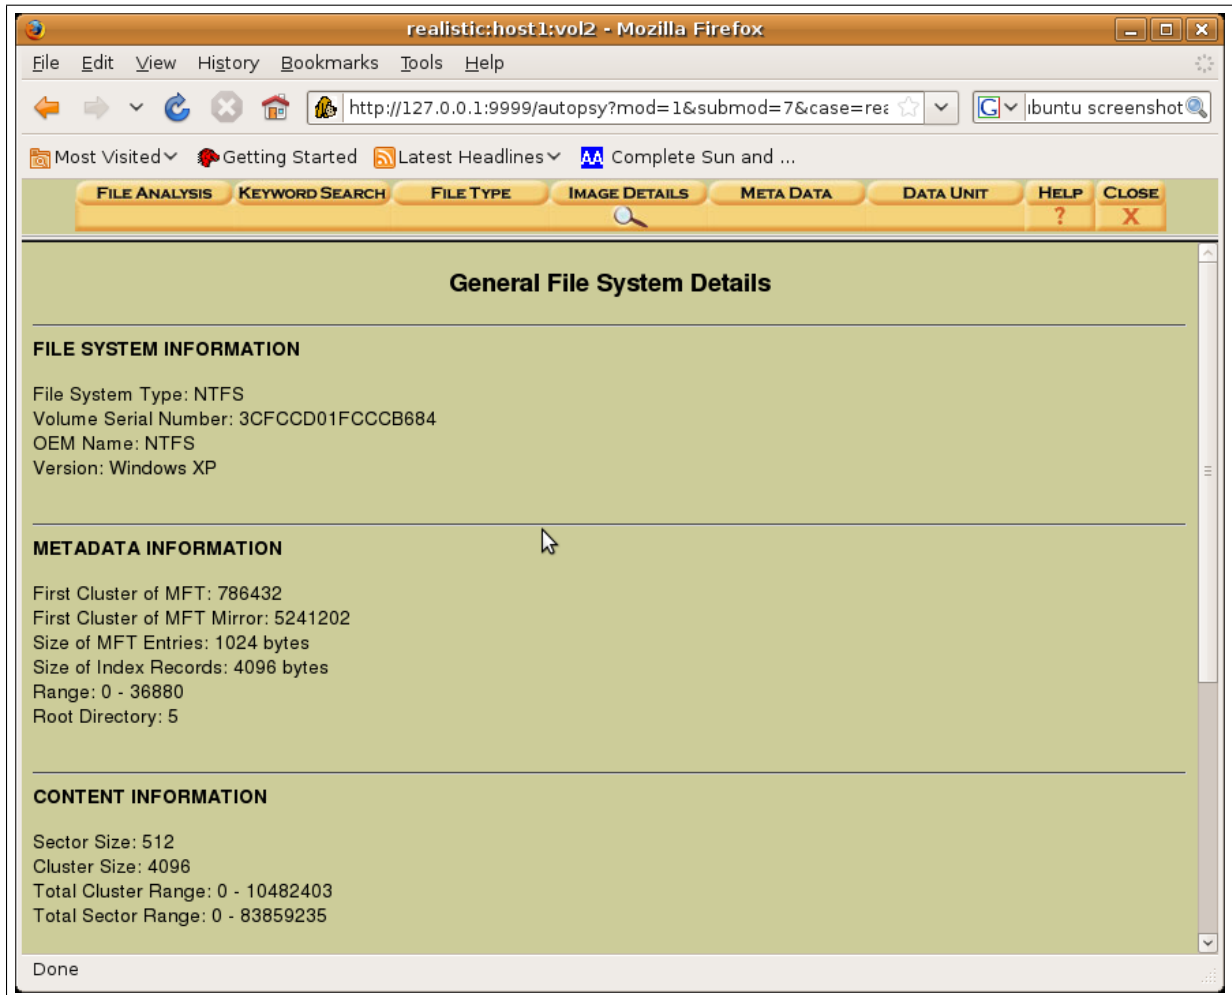 realistic:host1:vol2 - Mozilla Firefox
File Edit View History Bookmarks Tools Help
http://127.0.0.1:9999/autopsy?mod=1&submod=7&case=rea
G
ibuntu screenshot
Most Visited Getting Started Latest Headlines AA Complete Sun and ...
FILE ANALYSIS KEYWORD SEARCH FILE TYPE IMAGE DETAILS META DATA DATA UNIT HELP CLOSE
? X
General File System Details
FILE SYSTEM INFORMATION
File System Type: NTFS
Volume Serial Number: 3CFCCD01FCCCB684
OEM Name: NTFS
Version: Windows XP
METADATA INFORMATION
First Cluster of MFT: 786432
First Cluster of MFT Mirror: 5241202
Size of MFT Entries: 1024 bytes
Size of Index Records: 4096 bytes
Range: 0 - 36880
Root Directory: 5
CONTENT INFORMATION
Sector Size: 512
Cluster Size: 4096
Total Cluster Range: 0 - 10482403
Total Sector Range: 0 - 83859235
Done